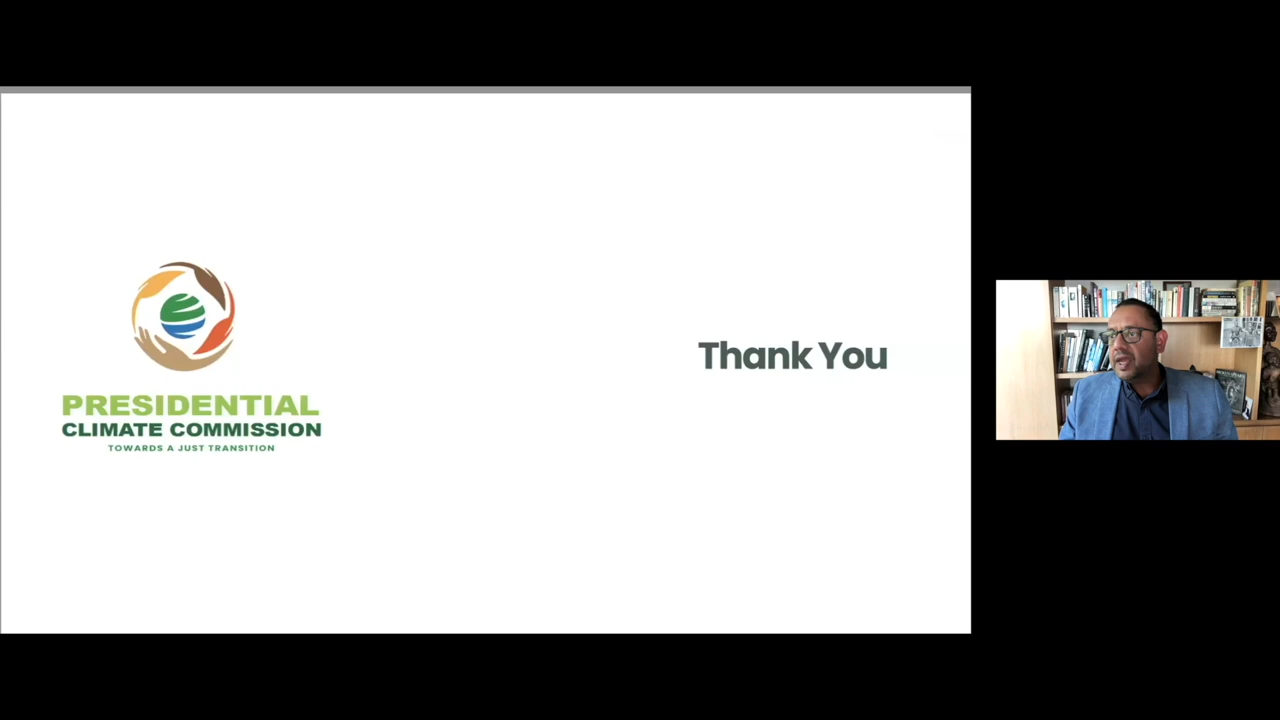 PRESIDENTIAL
CLIMATE COMMISSION
TOWARDS A JUST TRANSITION
Thank You